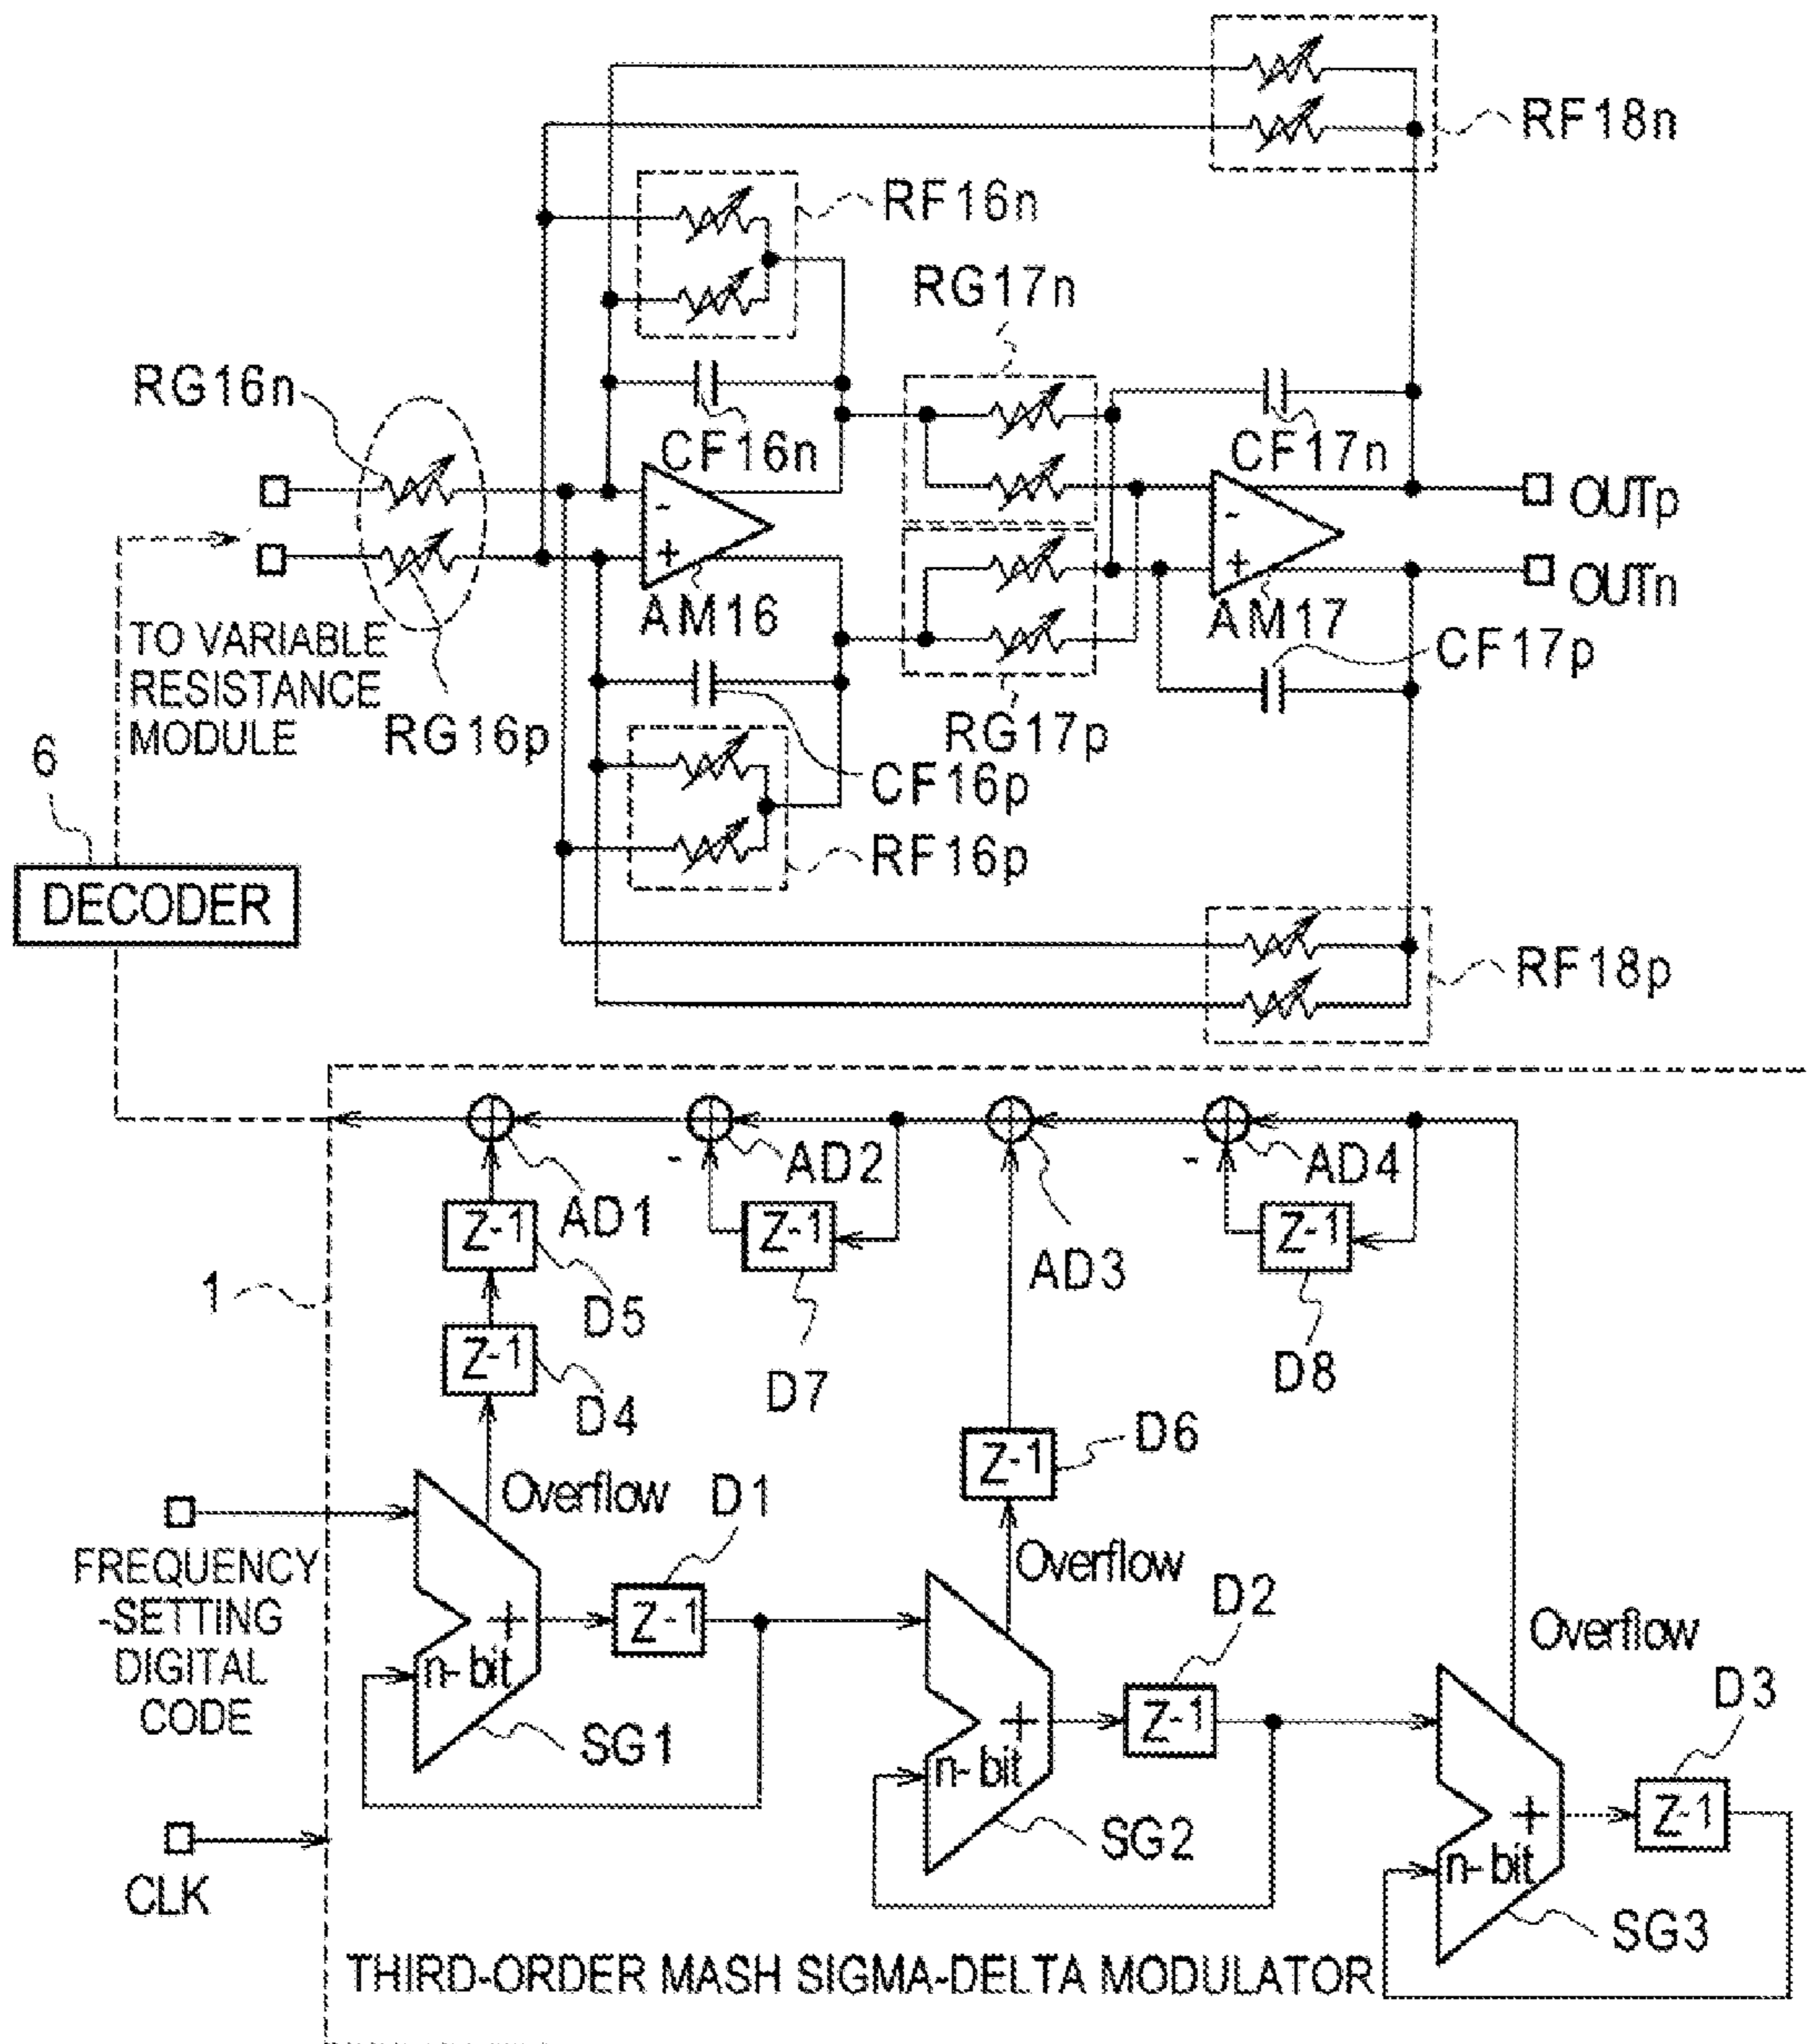 RF18n
RF16n
RG17n
RG16n
CF16n
CF17n
-
-
OUTp
+
+
OUTn
AM16
AM17
TO VARIABLE
RESISTANCE
MODULE
CF17p
RG16p
RG17p
6
CF16p
RF16p
DECODER
RF18p
-
AD2
-
AD4
AD1
Z-1
Z-1
Z-1
AD3
1
D5
Z-1
D7
D8
D4
D6
Z-1
Overflow
D1
FREQUENCY
-SETTING
DIGITAL
CODE
Overflow
D2
+
Z-1
n-bit
Overflow
SG1
D3
+
Z-1
n-bit
SG2
+
Z-1
n-bit
CLK
SG3
THIRD-ORDER MASH SIGMA-DELTA MODULATOR